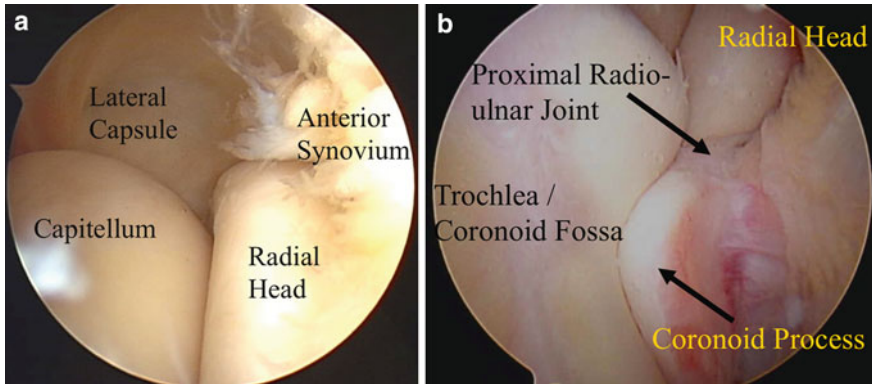 a
Lateral
Capsule
Anterior
Synovium
Capitellum
Radial
Head
b
Radial Head
Proximal Radio-
ulnar Joint
Trochlea /
Coronoid Fossa
Coronoid Process